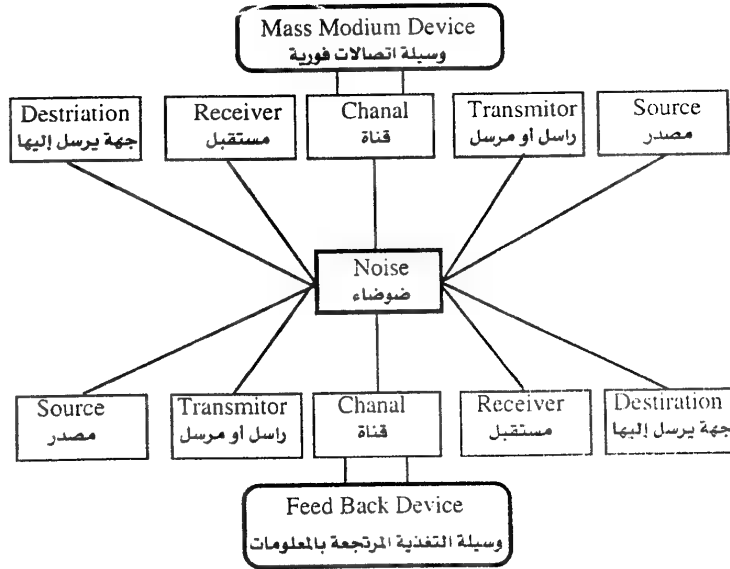 Mass Modium Device
وسيلة اتصالات فورية
Destriation
جهة يرسل إليها
Receiver
مستقبل
Chanal
قناة
Transmitor
راسل أو مرسل
Source
مصدر
Noise
ضوضاء
Source
مصدر
Transmitor
راسل أو مرسل
Chanal
قناة
Receiver
مستقبل
Destiration
جهة يرسل إليها
Feed Back Device
وسيلة التغذية المرتجعة بالمعلومات